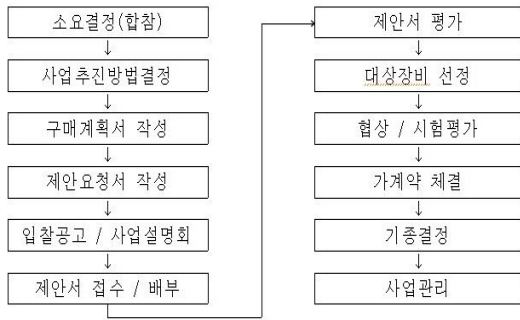 소요결정(합참)
사업추진방법결정
구매계획서 작성
제안요청서 작성
입찰공고 / 사업설명회
제안서 접수 / 배부
제안서 평가
대상장비 선정
협상 / 시험평가
가계약 체결
기종결정
사업관리